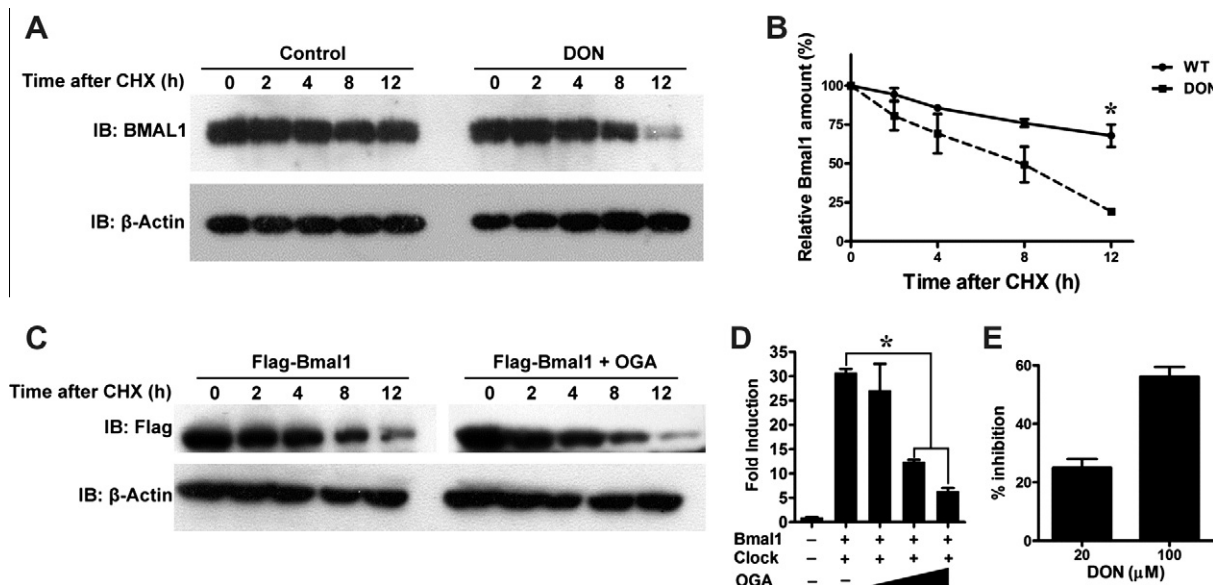 A
Control
DON
Time after CHX (h)
0 2 4 8 12
0 2 4 8 12
IB: BMAL1
IB: β-Actin
B
Relative Bmal1 amount (%)
100
75
50
25
0
0 4 8 12
Time after CHX (h)
*
WT
DON
C
Flag-Bmal1
Flag-Bmal1 + OGA
Time after CHX (h)
0 2 4 8 12
0 2 4 8 12
IB: Flag
IB: β-Actin
D
Fold Induction
35
30
25
20
15
10
5
0
*
Bmal1 – + + + +
Clock – + + + +
OGA – –
E
% inhibition
60
40
20
0
20 100
DON (μM)